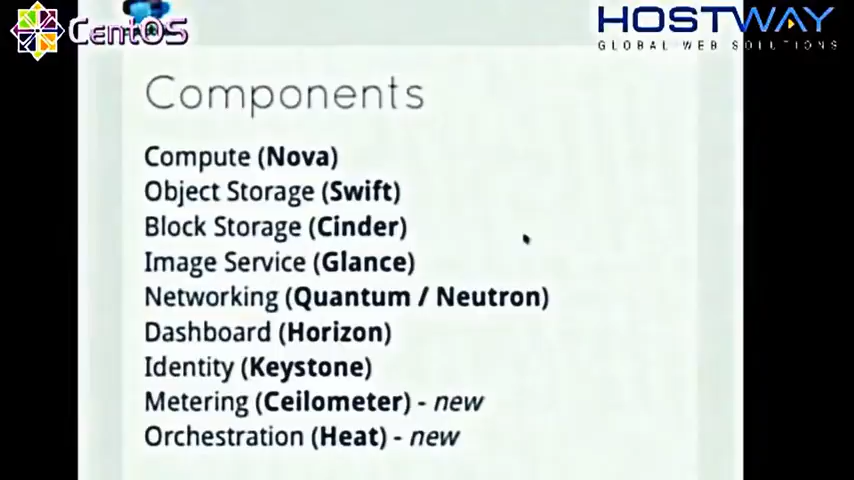 CentOS
HOSTWAY
GLOBAL WEB SOLUTIONS
Components
Compute (Nova)
Object Storage (Swift)
Block Storage (Cinder)
Image Service (Glance)
Networking (Quantum / Neutron)
Dashboard (Horizon)
Identity (Keystone)
Metering (Ceilometer) - new
Orchestration (Heat) - new